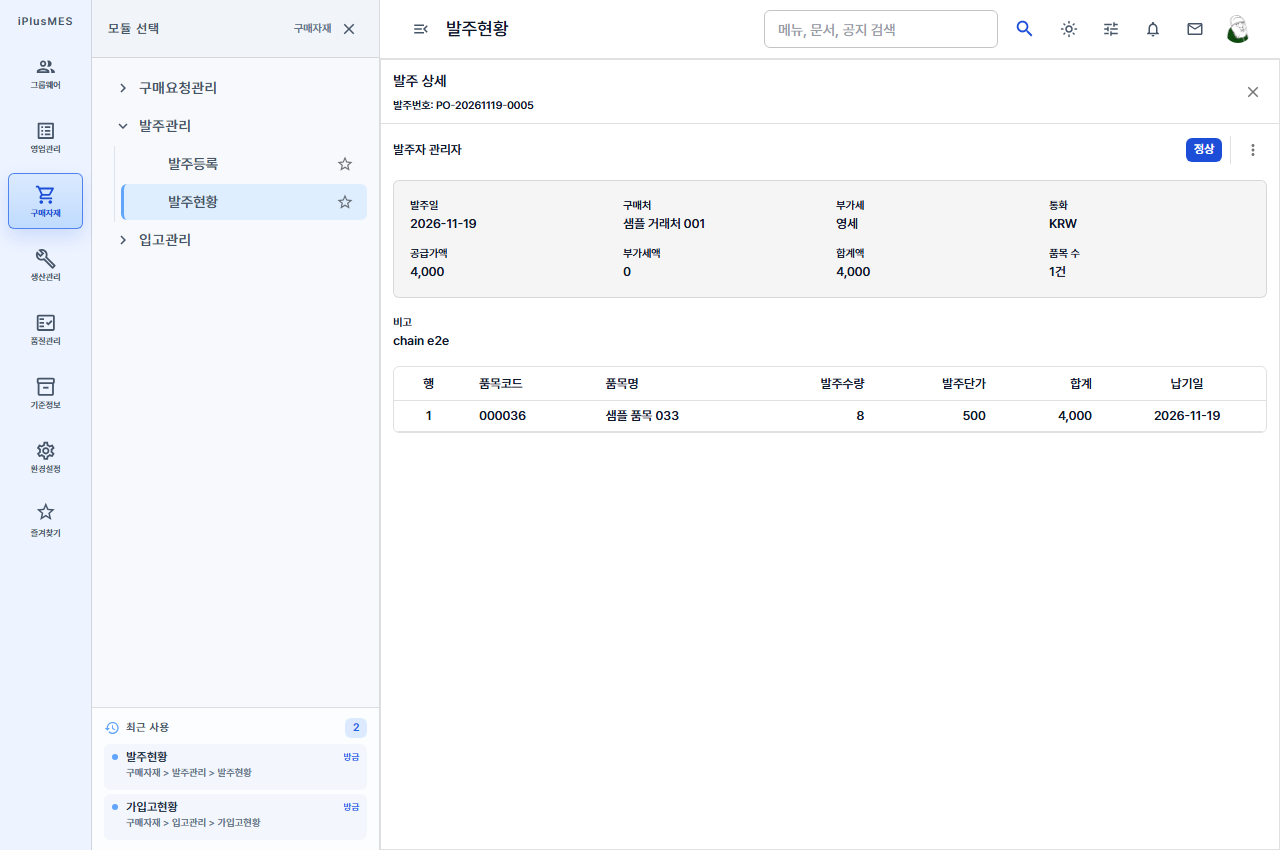 iPlusMES
그룹웨어
영업관리
구매자재
생산관리
품질관리
기준정보
환경설정
즐겨찾기
모듈 선택
구매자재
구매요청관리
발주관리
발주등록
발주현황
입고관리
최근 사용
2
발주현황
방금
구매자재 > 발주관리 > 발주현황
가입고현황
방금
구매자재 > 입고관리 > 가입고현황
발주현황
메뉴, 문서, 공지 검색
발주 상세
발주번호: PO-20261119-0005
발주자 관리자
정상
발주일 구매처 부가세 통화
2026-11-19 샘플 거래처 001 영세 KRW
공급가액 부가세액 합계액 품목 수
4,000 0 4,000 1건
비고
chain e2e
행 품목코드 품목명 발주수량 발주단가 합계 납기일
1 000036 샘플 품목 033 8 500 4,000 2026-11-19